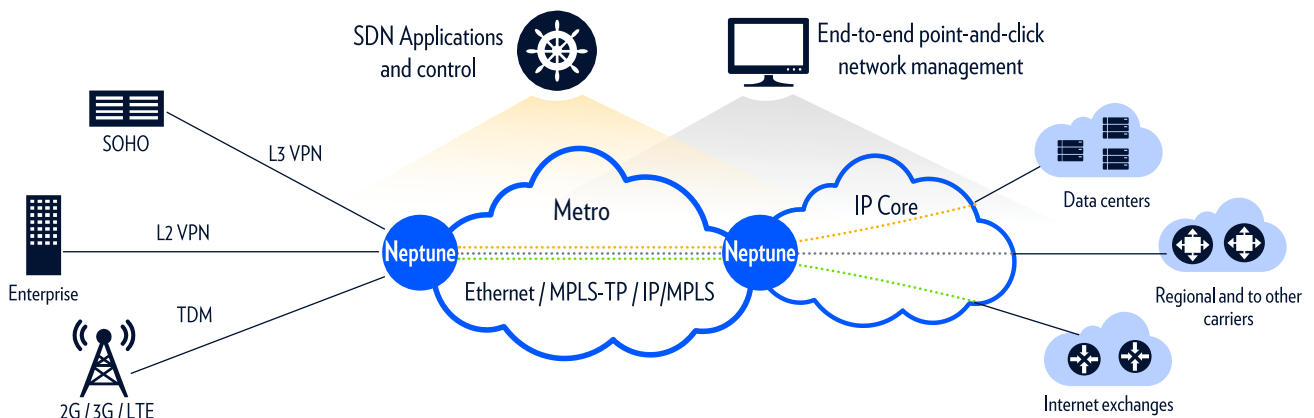 SDN Applications
and control
End-to-end point-and-click
network management
SOHO
L3 VPN
Metro
IP Core
Data centers
Enterprise
L2 VPN
Neptune
Neptune
Ethernet / MPLS-TP / IP/MPLS
Regional and to other
carriers
TDM
2G / 3G / LTE
Internet exchanges